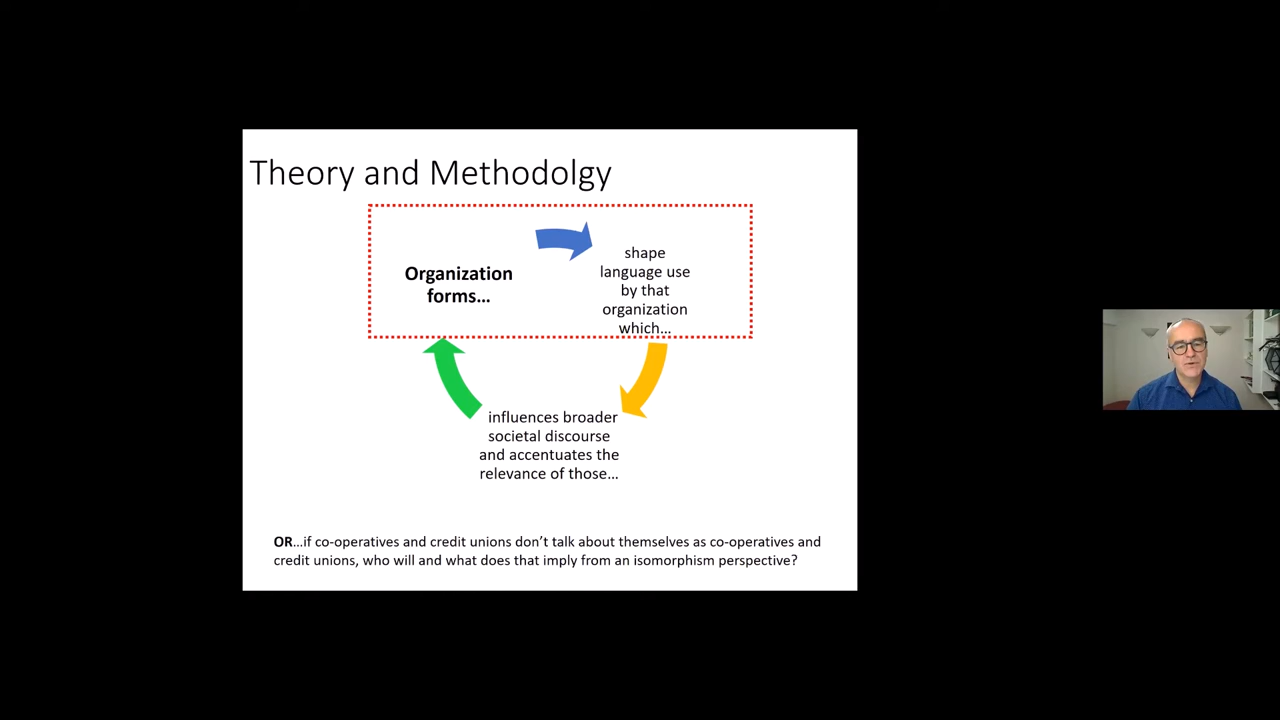 Theory and Methodolgy
Organization
forms…
shape
language use
by that
organization
which…
influences broader
societal discourse
and accentuates the
relevance of those…
OR…if co-operatives and credit unions don’t talk about themselves as co-operatives and
credit unions, who will and what does that imply from an isomorphism perspective?